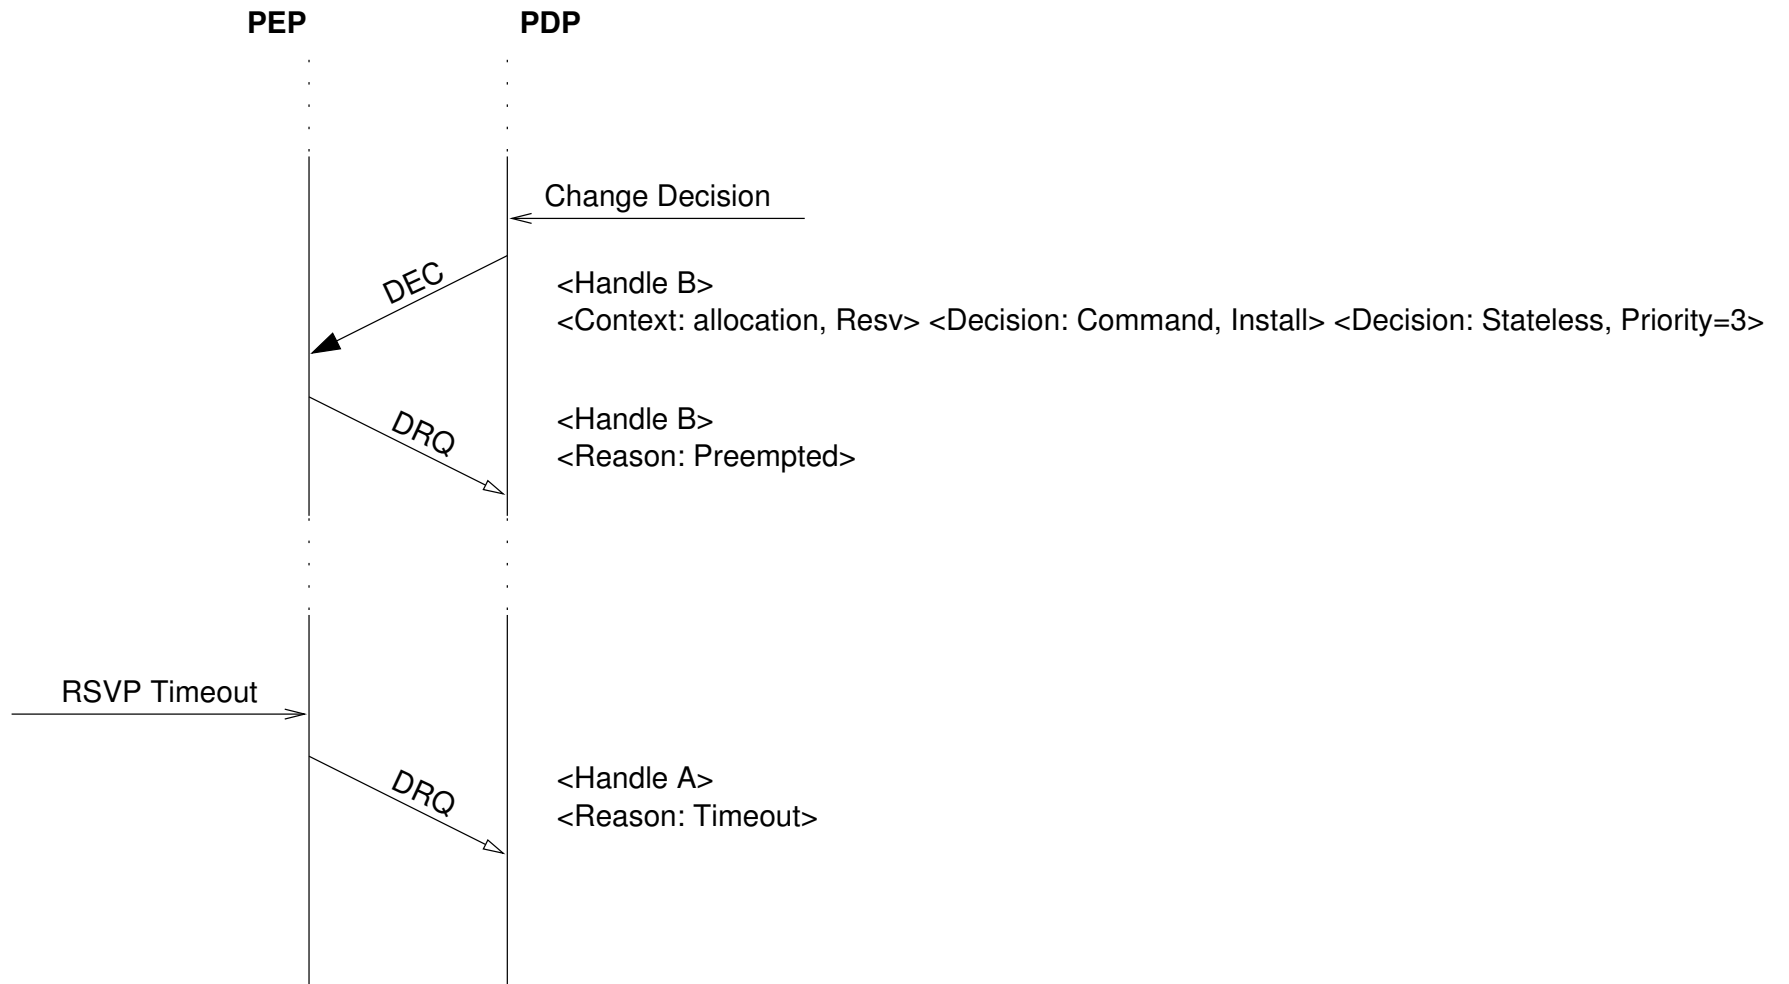 PEP PDP
Change Decision
DEC
<Handle B>
<Context: allocation, Resv> <Decision: Command, Install> <Decision: Stateless, Priority=3>
DRQ
<Handle B>
<Reason: Preempted>
RSVP Timeout
DRQ
<Handle A>
<Reason: Timeout>